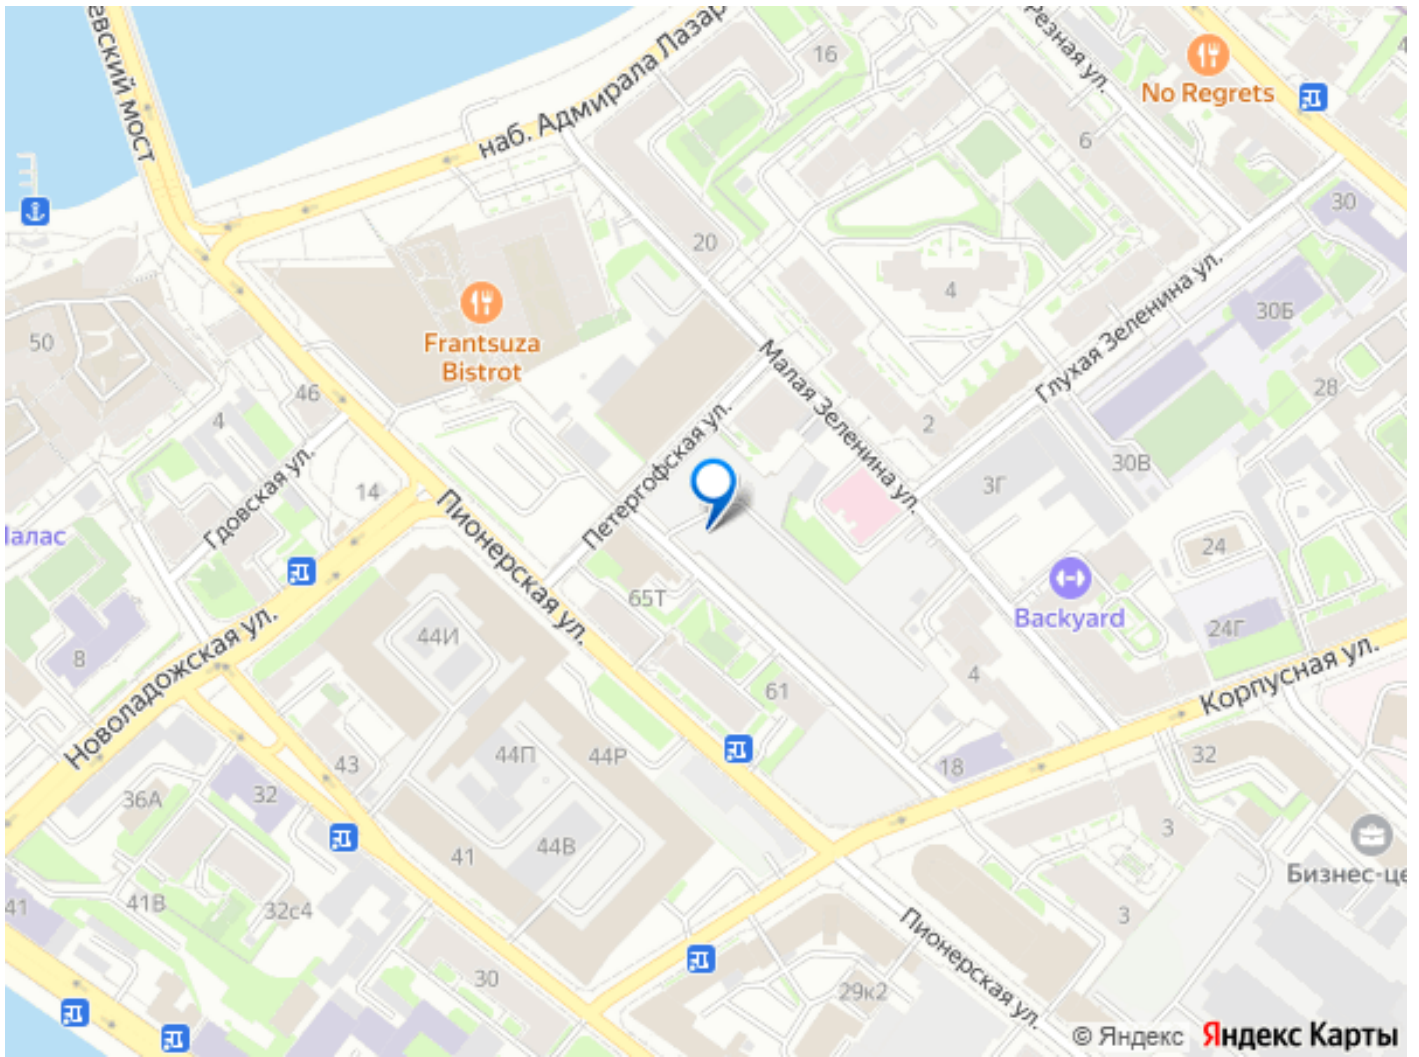 евский мост
наб. Адмирала Лазар
16
Резная ул.
No Regrets
6
30
20
4
Глухая Зеленина ул.
30Б
50
Frantsuza
Bistrot
Малая Зеленина ул.
28
46
4
Петергофская ул.
2
30В
3Г
Гдовская ул.
14
Пионерская ул.
Палас
24
65Т
Backyard
44И
24Г
8
Новоладожская ул.
61
4
Корпусная ул.
43
44П
44Р
18
32
36А
32
3
41
44В
Бизнес-це
41
41В
32с4
3
Пионерская ул.
30
29к2
© Яндекс
Яндекс Карты